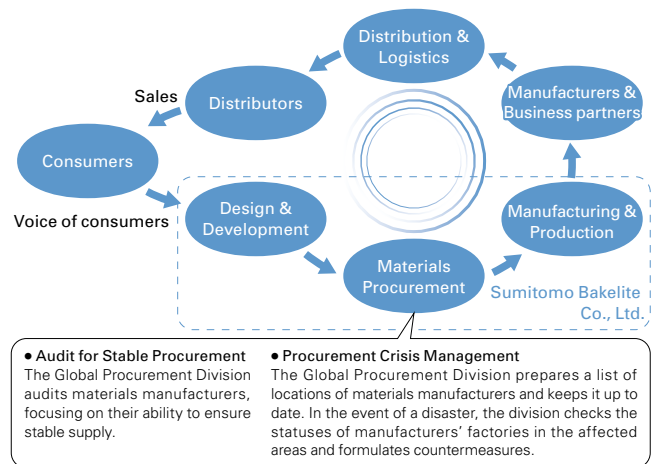 Distribution &
Logistics
Manufacturers &
Business partners
Distributors
Sales
Consumers
Voice of consumers
Design &
Development
Materials
Procurement
Manufacturing &
Production
Sumitomo Bakelite
Co., Ltd.
• Audit for Stable Procurement
The Global Procurement Division
audits materials manufacturers,
focusing on their ability to ensure
stable supply.
• Procurement Crisis Management
The Global Procurement Division prepares a list of
locations of materials manufacturers and keeps it up to
date. In the event of a disaster, the division checks the
statuses of manufacturers’ factories in the affected
areas and formulates countermeasures.